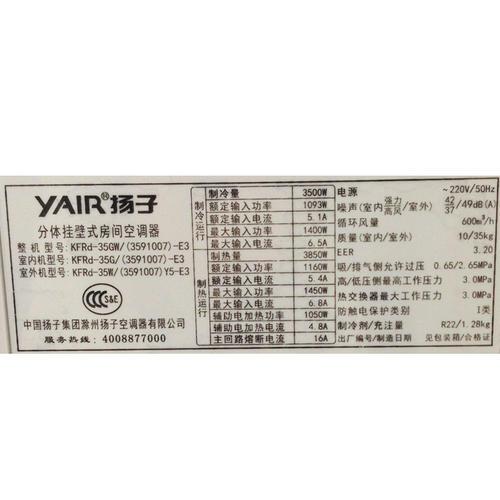 YAIR®扬子
分体挂壁式房间空调器
整 机 型号: KFRd-35GW/(3591007)-E3
室内机型号: KFRd-35G/(3591007)-E3
室外机型号: KFRd-35W/(3591007)Y5-E3
CCC S&E
中国扬子集团滁州扬子空调器有限公司
服务热线: 4008877000
制冷运行
制冷量 3500W
额定输入功率 1093W
额定输入电流 5.1A
最大输入功率 1400W
最大输入电流 6.5A
制热运行
制热量 3850W
额定输入功率 1160W
额定输入电流 5.4A
最大输入功率 1450W
最大输入电流 6.8A
辅助电加热功率 1050W
辅助电加热电流 4.8A
主回路熔断电流 16A
电源 ~220V/50Hz
噪声(室内强力/高风/室外) 42/37/49dB(A)
循环风量 600m³/h
质量(室内/室外) 10/35kg
EER 3.20
吸/排气侧允许过压 0.65/2.65MPa
高/低压侧最高工作压力 3.0MPa
热交换器最大工作压力 3.0MPa
防触电保护类别 I类
制冷剂/充注量 R22/1.28kg
出厂编号/制造日期 见包装箱/合格证